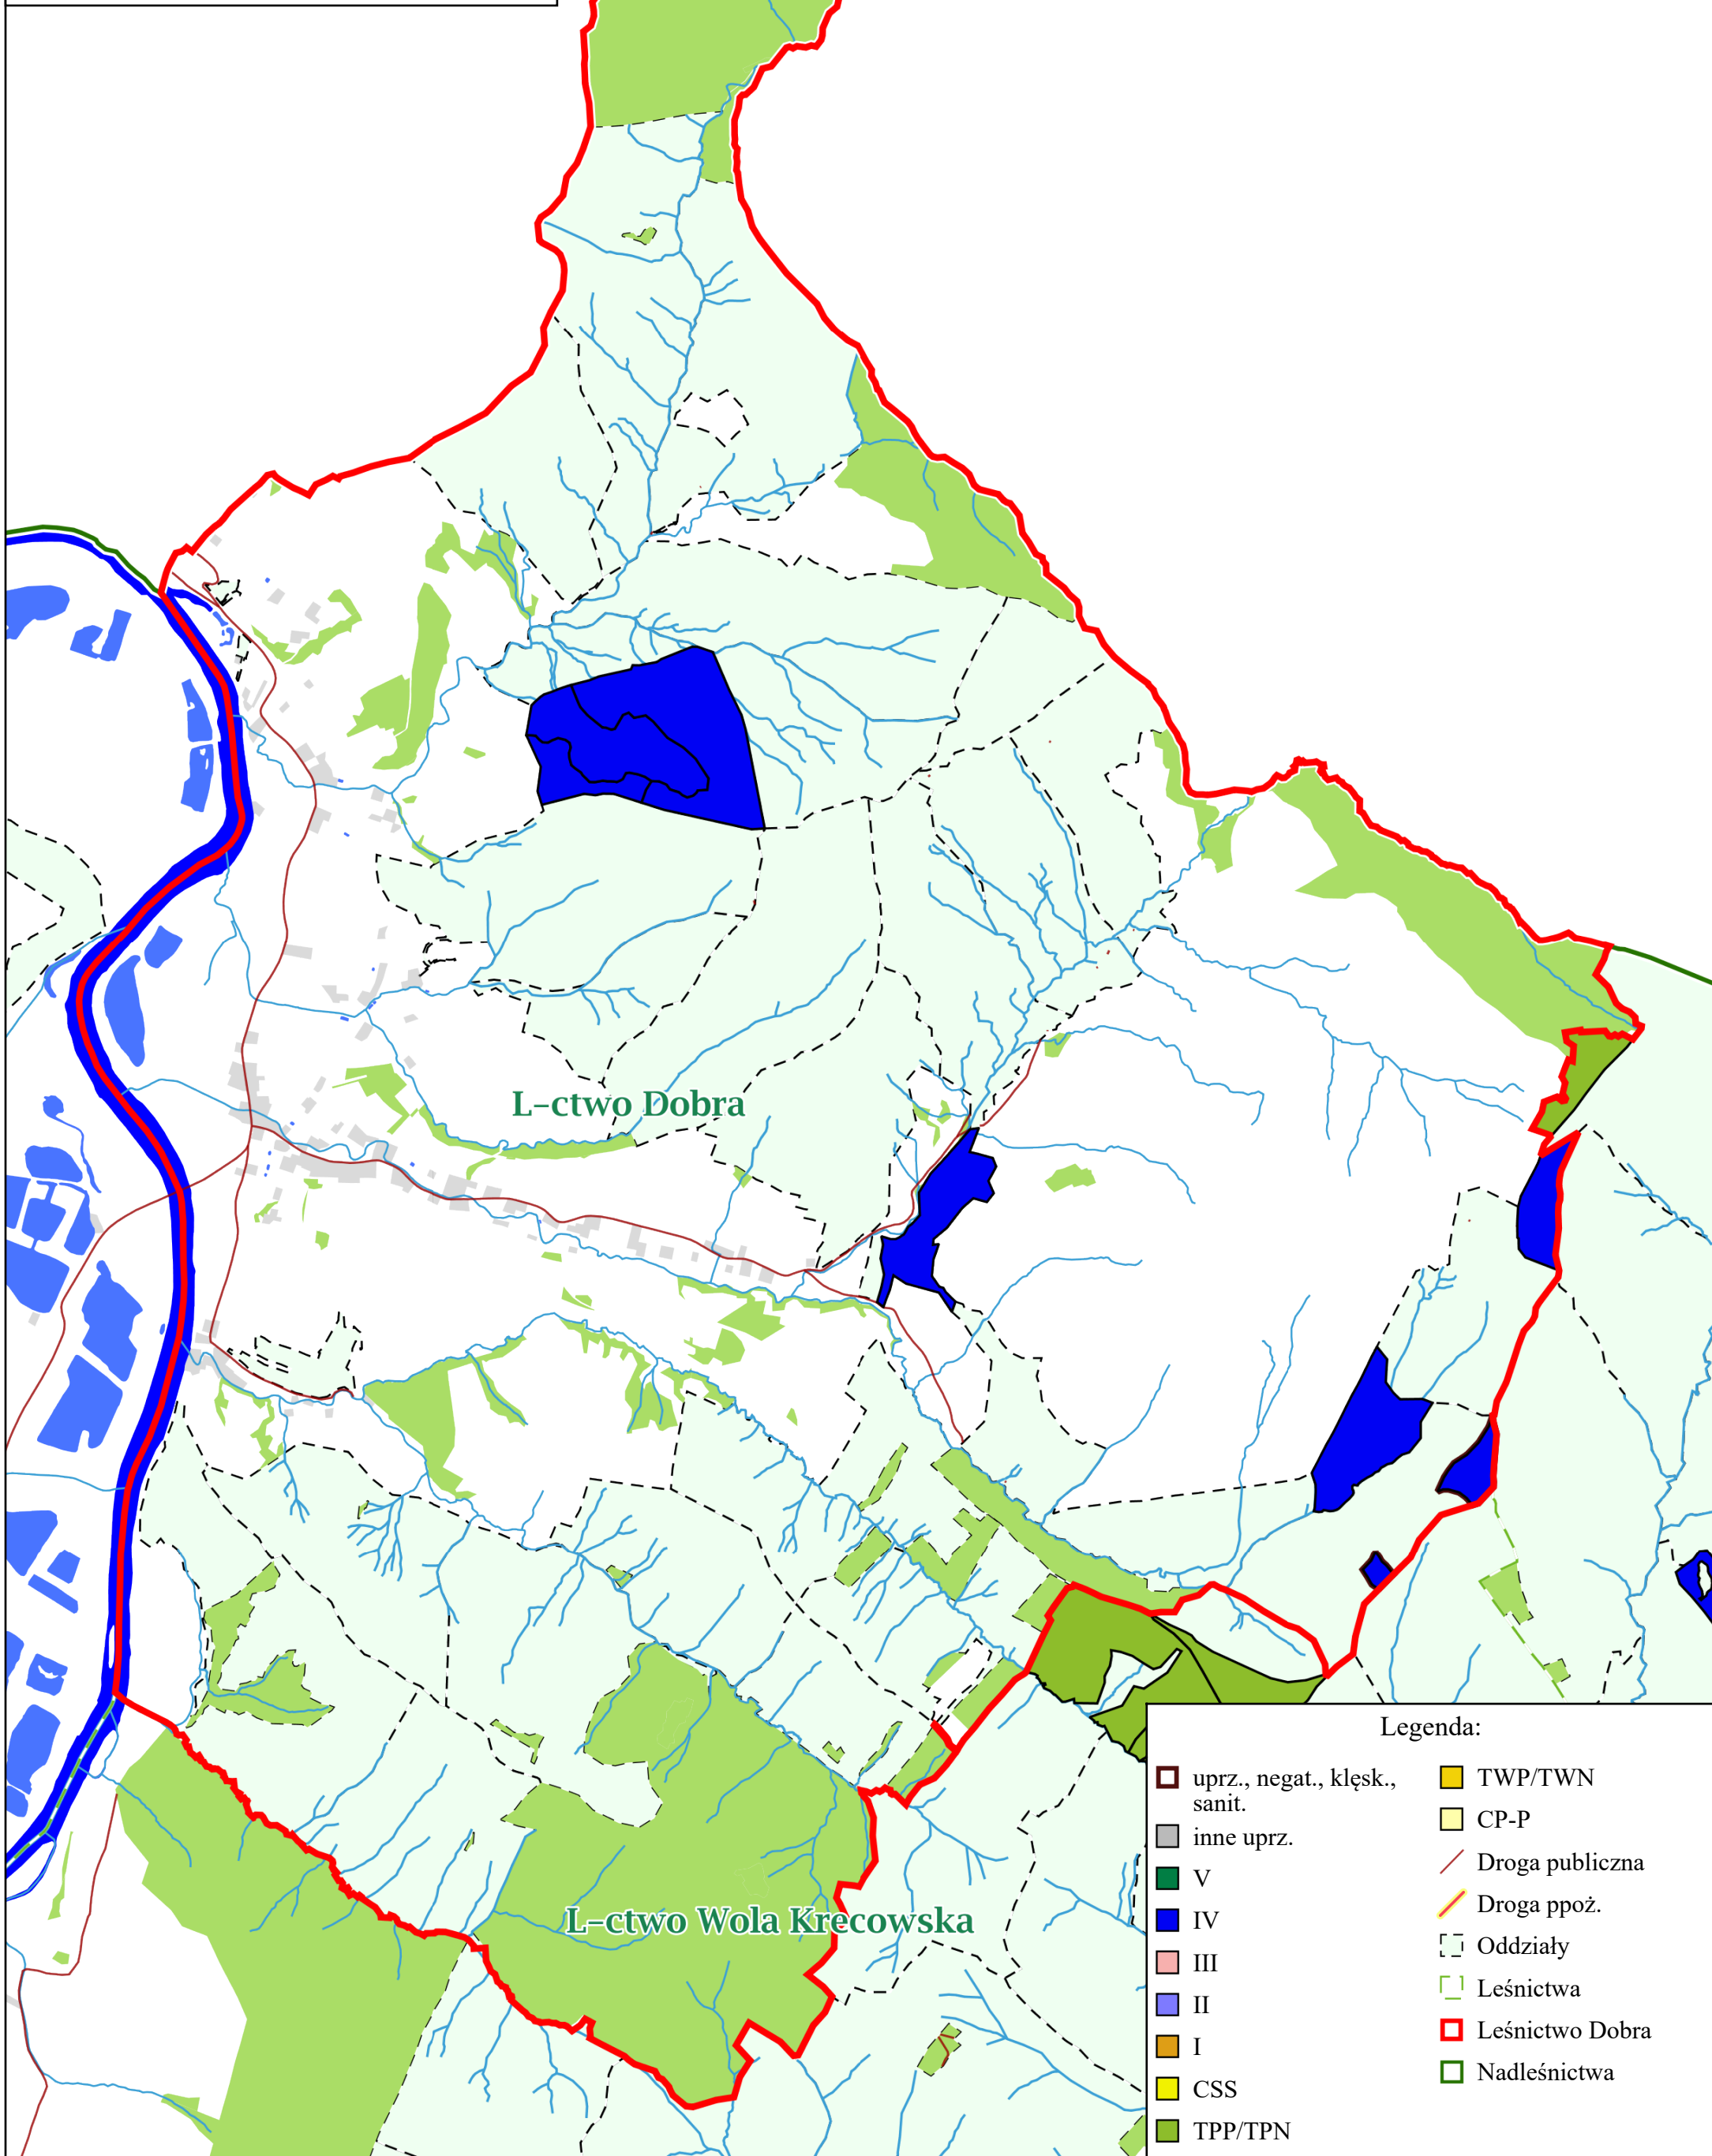 L-ctwo Dobra
L-ctwo Wola Krecowska
Legenda:
uprz., negat., klęsk.,
sanit.
inne uprz.
V
IV
III
II
I
CSS
TPP/TPN
TWP/TWN
CP-P
Droga publiczna
Droga ppoż.
Oddziały
Leśnictwa
Leśnictwo Dobra
Nadleśnictwa